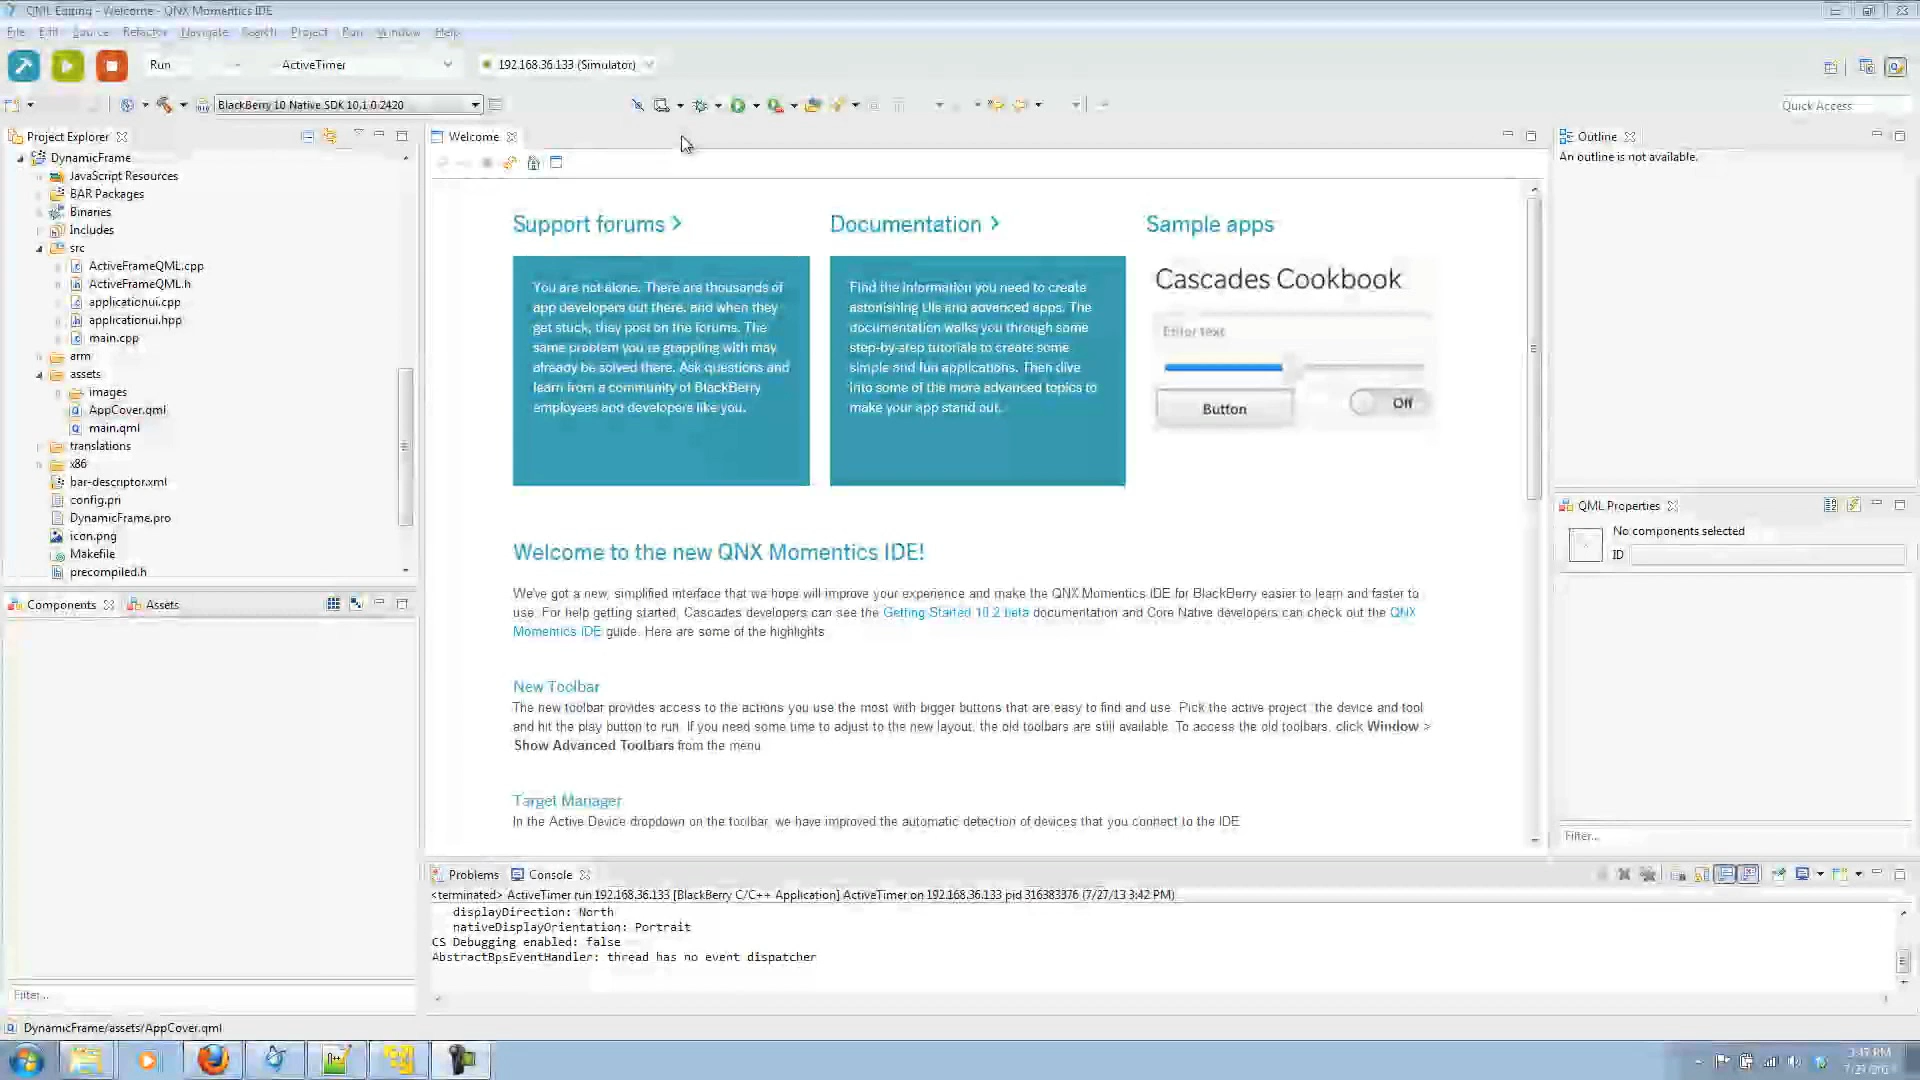 QML Editing - Welcome - QNX Momentics IDE
File Edit Source Refactor Navigate Search Project Run Window Help
Run
ActiveTimer
192.168.36.133 (Simulator)
BlackBerry 10 Native SDK 10.1.0.2420
Quick Access
Project Explorer
DynamicFrame
JavaScript Resources
BAR Packages
Binaries
Includes
src
ActiveFrameQML.cpp
ActiveFrameQML.h
applicationui.cpp
applicationui.hpp
main.cpp
arm
assets
images
AppCover.qml
main.qml
translations
x86
bar-descriptor.xml
config.pri
DynamicFrame.pro
icon.png
Makefile
precompiled.h
Components
Assets
Filter...
DynamicFrame/assets/AppCover.qml
Welcome
Support forums >
You are not alone. There are thousands of
app developers out there, and when they
get stuck, they post on the forums. The
same problem you're grappling with may
already be solved there. Ask questions and
learn from a community of BlackBerry
employees and developers like you.
Documentation >
Find the information you need to create
astonishing UIs and advanced apps. The
documentation walks you through some
step-by-step tutorials to create some
simple and fun applications. Then dive
into some of the more advanced topics to
make your app stand out.
Sample apps
Cascades Cookbook
Enter text
Button
Off
Welcome to the new QNX Momentics IDE!
We've got a new, simplified interface that we hope will improve your experience and make the QNX Momentics IDE for BlackBerry easier to learn and faster to
use. For help getting started, Cascades developers can see the Getting Started 10.2 beta documentation and Core Native developers can check out the QNX
Momentics IDE guide. Here are some of the highlights
New Toolbar
The new toolbar provides access to the actions you use the most with bigger buttons that are easy to find and use. Pick the active project, the device and tool
and hit the play button to run. If you need some time to adjust to the new layout, the old toolbars are still available. To access the old toolbars, click Window >
Show Advanced Toolbars from the menu
Target Manager
In the Active Device dropdown on the toolbar, we have improved the automatic detection of devices that you connect to the IDE
Outline
An outline is not available.
QML Properties
No components selected
ID
Filter...
Problems
Console
<terminated> ActiveTimer run 192.168.36.133 [BlackBerry C/C++ Application] ActiveTimer on 192.168.36.133 pid 316383376 (7/27/13 3:42 PM)
displayDirection: North
nativeDisplayOrientation: Portrait
CS Debugging enabled: false
AbstractBpsEventHandler: thread has no event dispatcher
3:47 PM